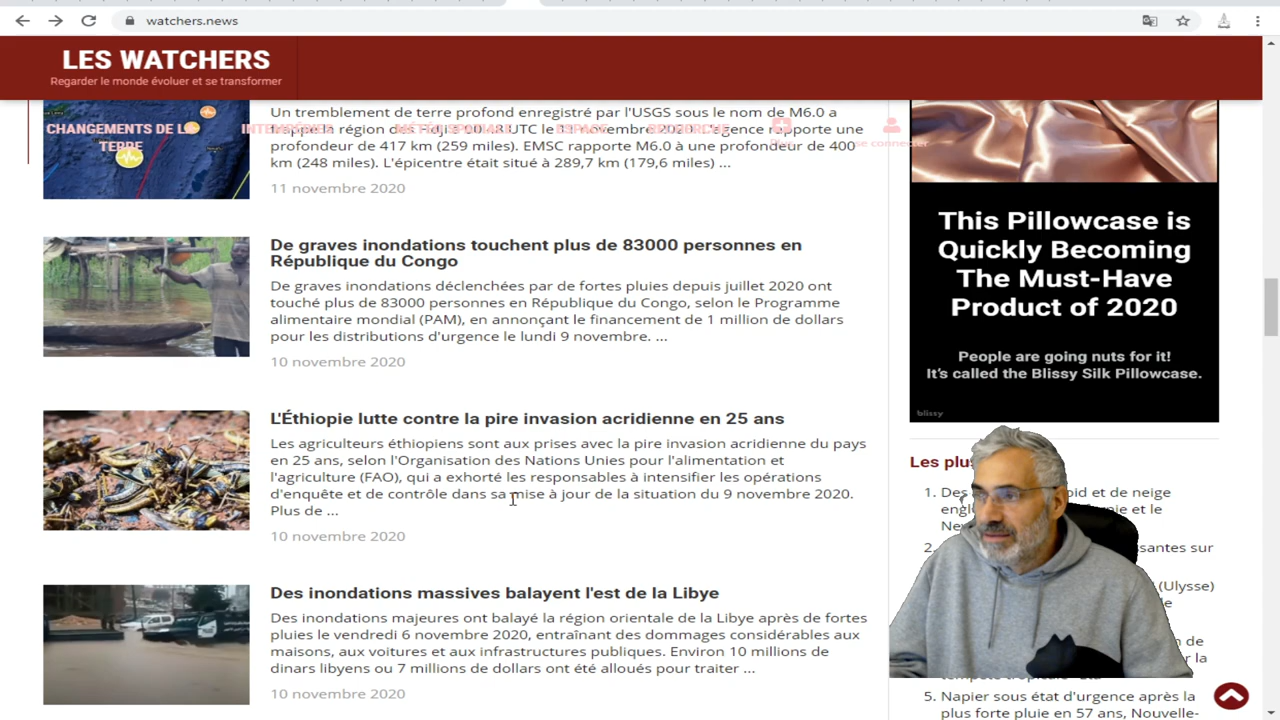 watchers.news
LES WATCHERS
Regarder le monde évoluer et se transformer
CHANGEMENTS DE LA
TERRE
Un tremblement de terre profond enregistré par l'USGS sous le nom de M6.0 a
frappé la région des Fidji
novembre 2020. L'agence rapporte une
profondeur de 417 km (259 miles). EMSC rapporte M6.0 à une profondeur de 400
km (248 miles). L'épicentre était situé à 289,7 km (179,6 miles) ...
11 novembre 2020
De graves inondations touchent plus de 83000 personnes en
République du Congo
De graves inondations déclenchées par de fortes pluies depuis juillet 2020 ont
touché plus de 83000 personnes en République du Congo, selon le Programme
alimentaire mondial (PAM), en annonçant le financement de 1 million de dollars
pour les distributions d'urgence le lundi 9 novembre. ...
10 novembre 2020
L'Éthiopie lutte contre la pire invasion acridienne en 25 ans
Les agriculteurs éthiopiens sont aux prises avec la pire invasion acridienne du pays
en 25 ans, selon l'Organisation des Nations Unies pour l'alimentation et
l'agriculture (FAO), qui a exhorté les responsables à intensifier les opérations
d'enquête et de contrôle dans sa mise à jour de la situation du 9 novembre 2020.
Plus de ...
10 novembre 2020
Des inondations massives balayent l'est de la Libye
Des inondations majeures ont balayé la région orientale de la Libye après de fortes
pluies le vendredi 6 novembre 2020, entraînant des dommages considérables aux
maisons, aux voitures et aux infrastructures publiques. Environ 10 millions de
dinars libyens ou 7 millions de dollars ont été alloués pour traiter ...
10 novembre 2020
This Pillowcase is
Quickly Becoming
The Must-Have
Product of 2020
People are going nuts for it!
It's called the Blissy Silk Pillowcase.
blissy
Les plu
1. Des
et de neige
et le
2.
sur
(Ulysse)
de
la
5. Napier sous état d'urgence après la
plus forte pluie en 57 ans, Nouvelle-